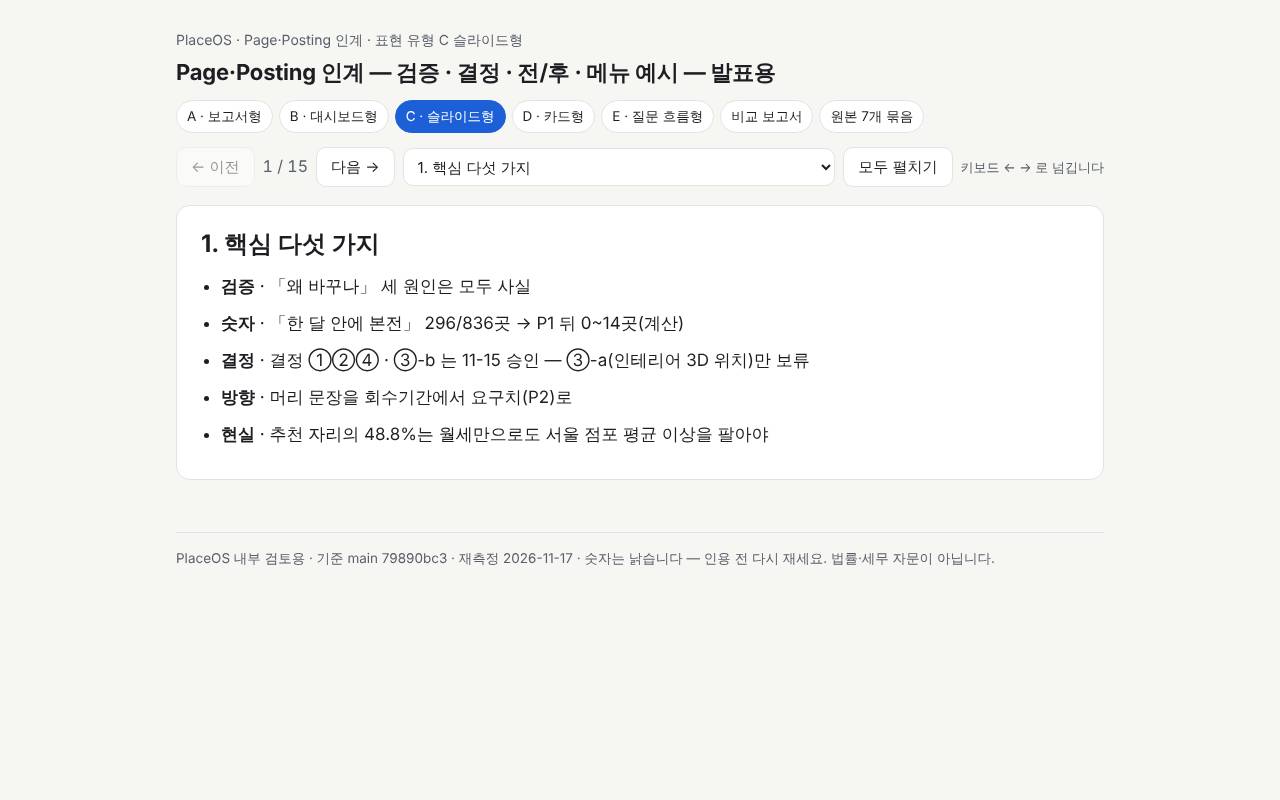 PlaceOS · Page·Posting 인계 · 표현 유형 C 슬라이드형
Page·Posting 인계 — 검증 · 결정 · 전/후 · 메뉴 예시 — 발표용
A · 보고서형 B · 대시보드형 C · 슬라이드형 D · 카드형 E · 질문 흐름형 비교 보고서 원본 7개 묶음
← 이전 1 / 15 다음 → 1. 핵심 다섯 가지 모두 펼치기 키보드 ← → 로 넘깁니다
1. 핵심 다섯 가지
• 검증 · 「왜 바꾸나」 세 원인은 모두 사실
• 숫자 · 「한 달 안에 본전」 296/836곳 → P1 뒤 0~14곳(계산)
• 결정 · 결정 ①②④ · ③-b 는 11-15 승인 — ③-a(인테리어 3D 위치)만 보류
• 방향 · 머리 문장을 회수기간에서 요구치(P2)로
• 현실 · 추천 자리의 48.8%는 월세만으로도 서울 점포 평균 이상을 팔아야
PlaceOS 내부 검토용 · 기준 main 79890bc3 · 재측정 2026-11-17 · 숫자는 낡습니다 — 인용 전 다시 재세요. 법률·세무 자문이 아닙니다.